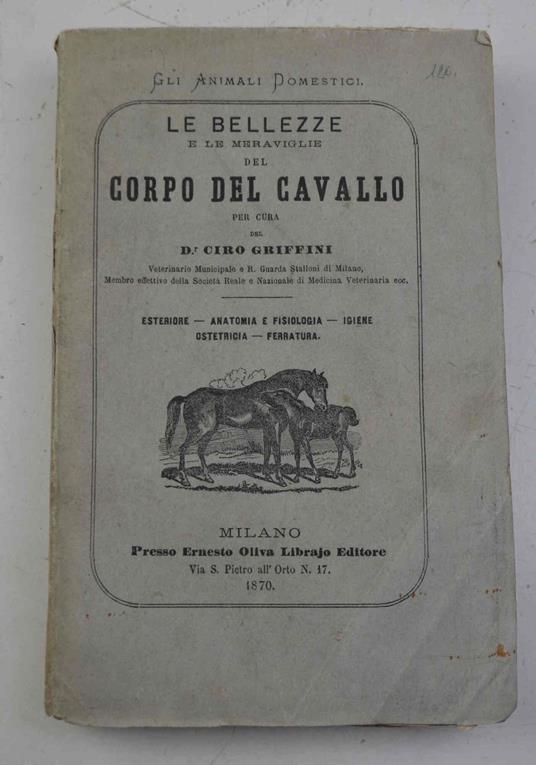 GLI ANIMALI DOMESTICI.
120.
LE BELLEZZE
E LE MERAVIGLIE
DEL
CORPO DEL CAVALLO
PER CURA
DEL
D.r CIRO GRIFFINI
Veterinario Municipale e R. Guarda Stalloni di Milano,
Membro effettivo della Società Reale e Nazionale di Medicina Veterinaria ecc.
ESTERIORE — ANATOMIA E FISIOLOGIA — IGIENE
OSTETRICIA — FERRATURA.
MILANO
Presso Ernesto Oliva Librajo Editore
Via S. Pietro all' Orto N. 17.
1870.